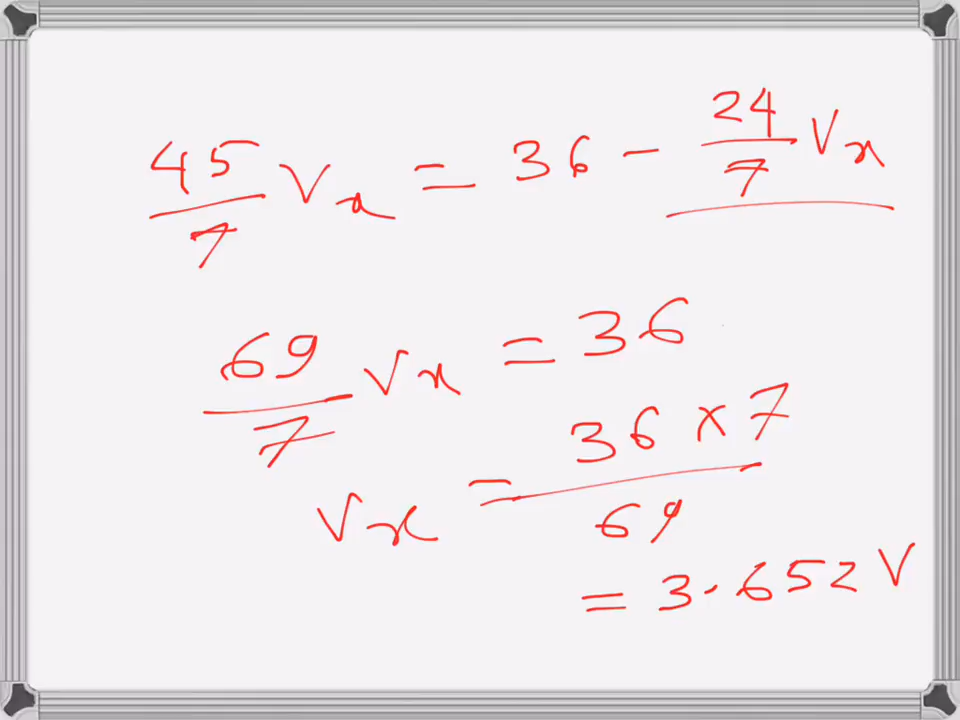 45/7 Vx = 36 - 24/7 Vx
69/7 Vx = 36
Vx = 36 x 7 / 69
= 3.652 V